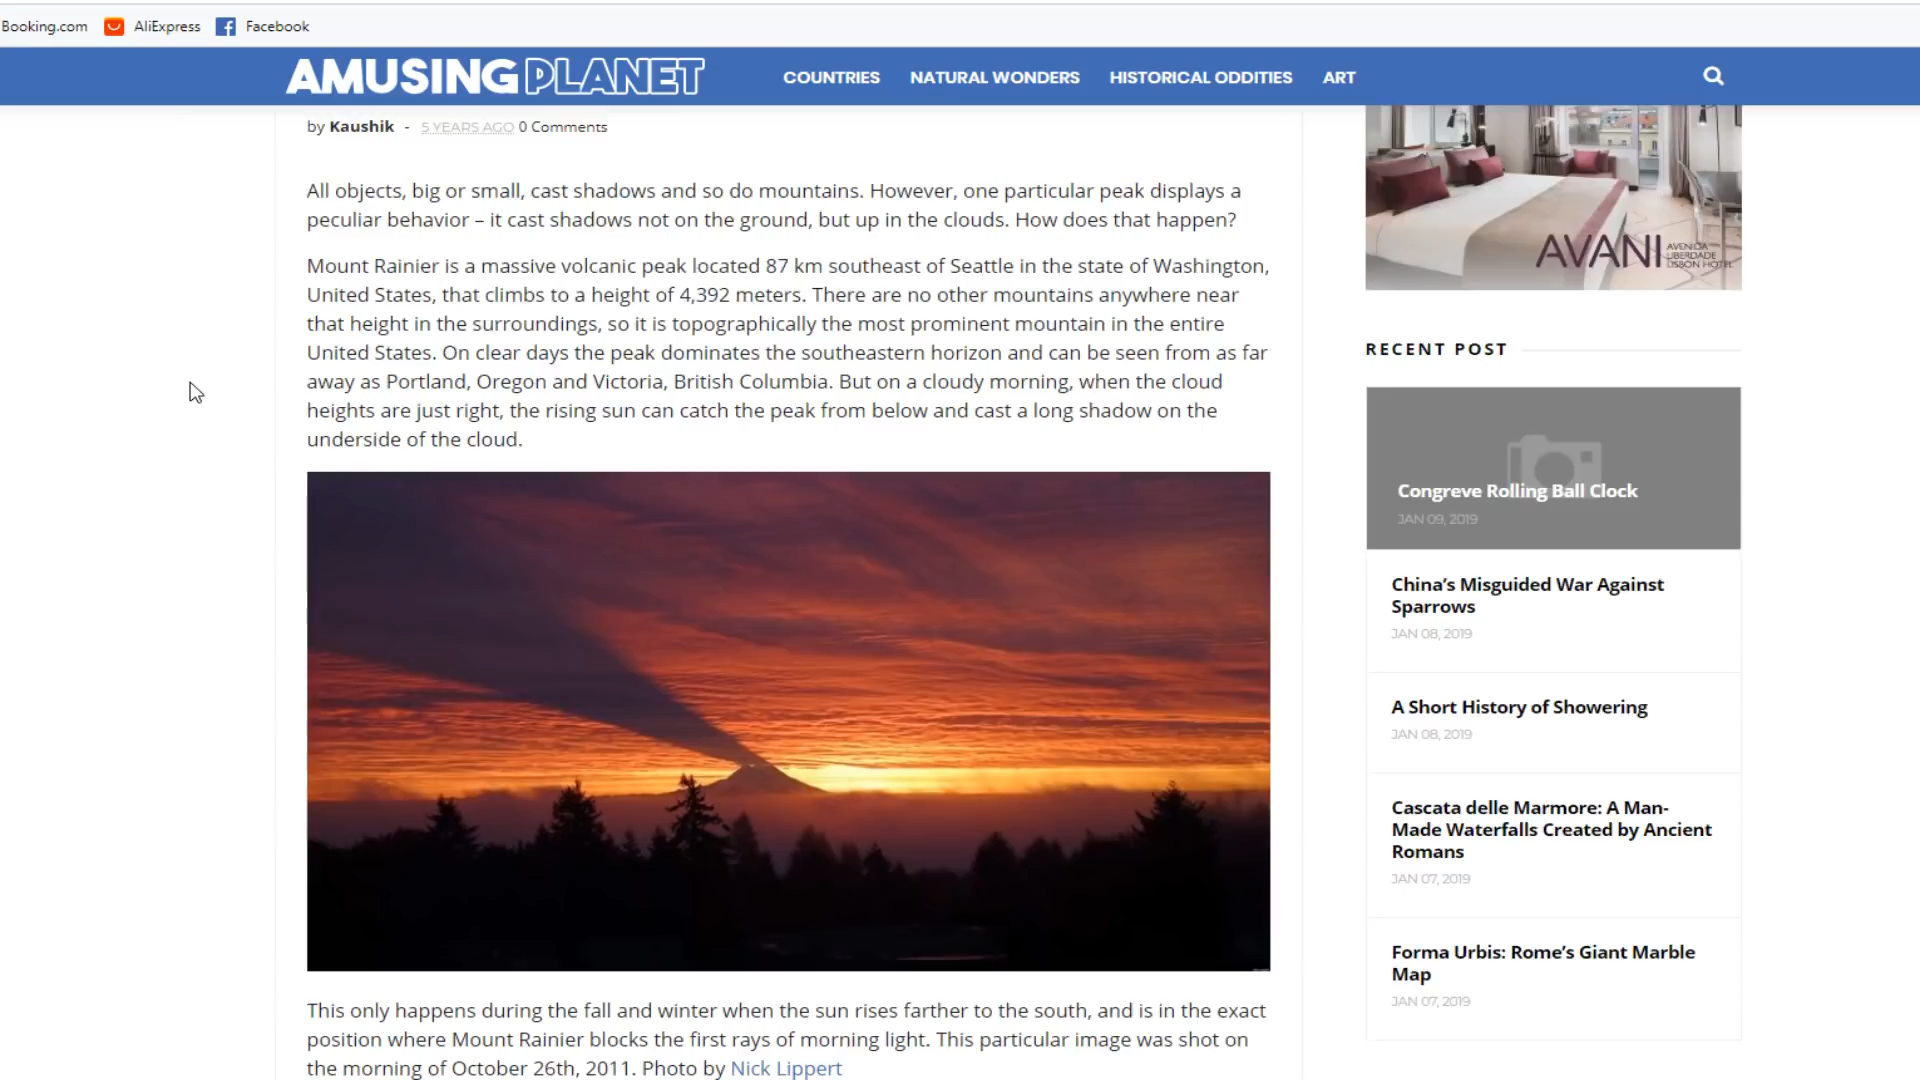 Booking.com AliExpress Facebook
AMUSING PLANET COUNTRIES NATURAL WONDERS HISTORICAL ODDITIES ART
by Kaushik - 5 YEARS AGO 0 Comments
All objects, big or small, cast shadows and so do mountains. However, one particular peak displays a
peculiar behavior – it cast shadows not on the ground, but up in the clouds. How does that happen?
Mount Rainier is a massive volcanic peak located 87 km southeast of Seattle in the state of Washington,
United States, that climbs to a height of 4,392 meters. There are no other mountains anywhere near
that height in the surroundings, so it is topographically the most prominent mountain in the entire
United States. On clear days the peak dominates the southeastern horizon and can be seen from as far
away as Portland, Oregon and Victoria, British Columbia. But on a cloudy morning, when the cloud
heights are just right, the rising sun can catch the peak from below and cast a long shadow on the
underside of the cloud.
This only happens during the fall and winter when the sun rises farther to the south, and is in the exact
position where Mount Rainier blocks the first rays of morning light. This particular image was shot on
the morning of October 26th, 2011. Photo by Nick Lippert
AVANI
AVENIDA
LIBERDADE
LISBON HOTEL
RECENT POST
Congreve Rolling Ball Clock
JAN 09, 2019
China's Misguided War Against
Sparrows
JAN 08, 2019
A Short History of Showering
JAN 08, 2019
Cascata delle Marmore: A Man-
Made Waterfalls Created by Ancient
Romans
JAN 07, 2019
Forma Urbis: Rome's Giant Marble
Map
JAN 07, 2019